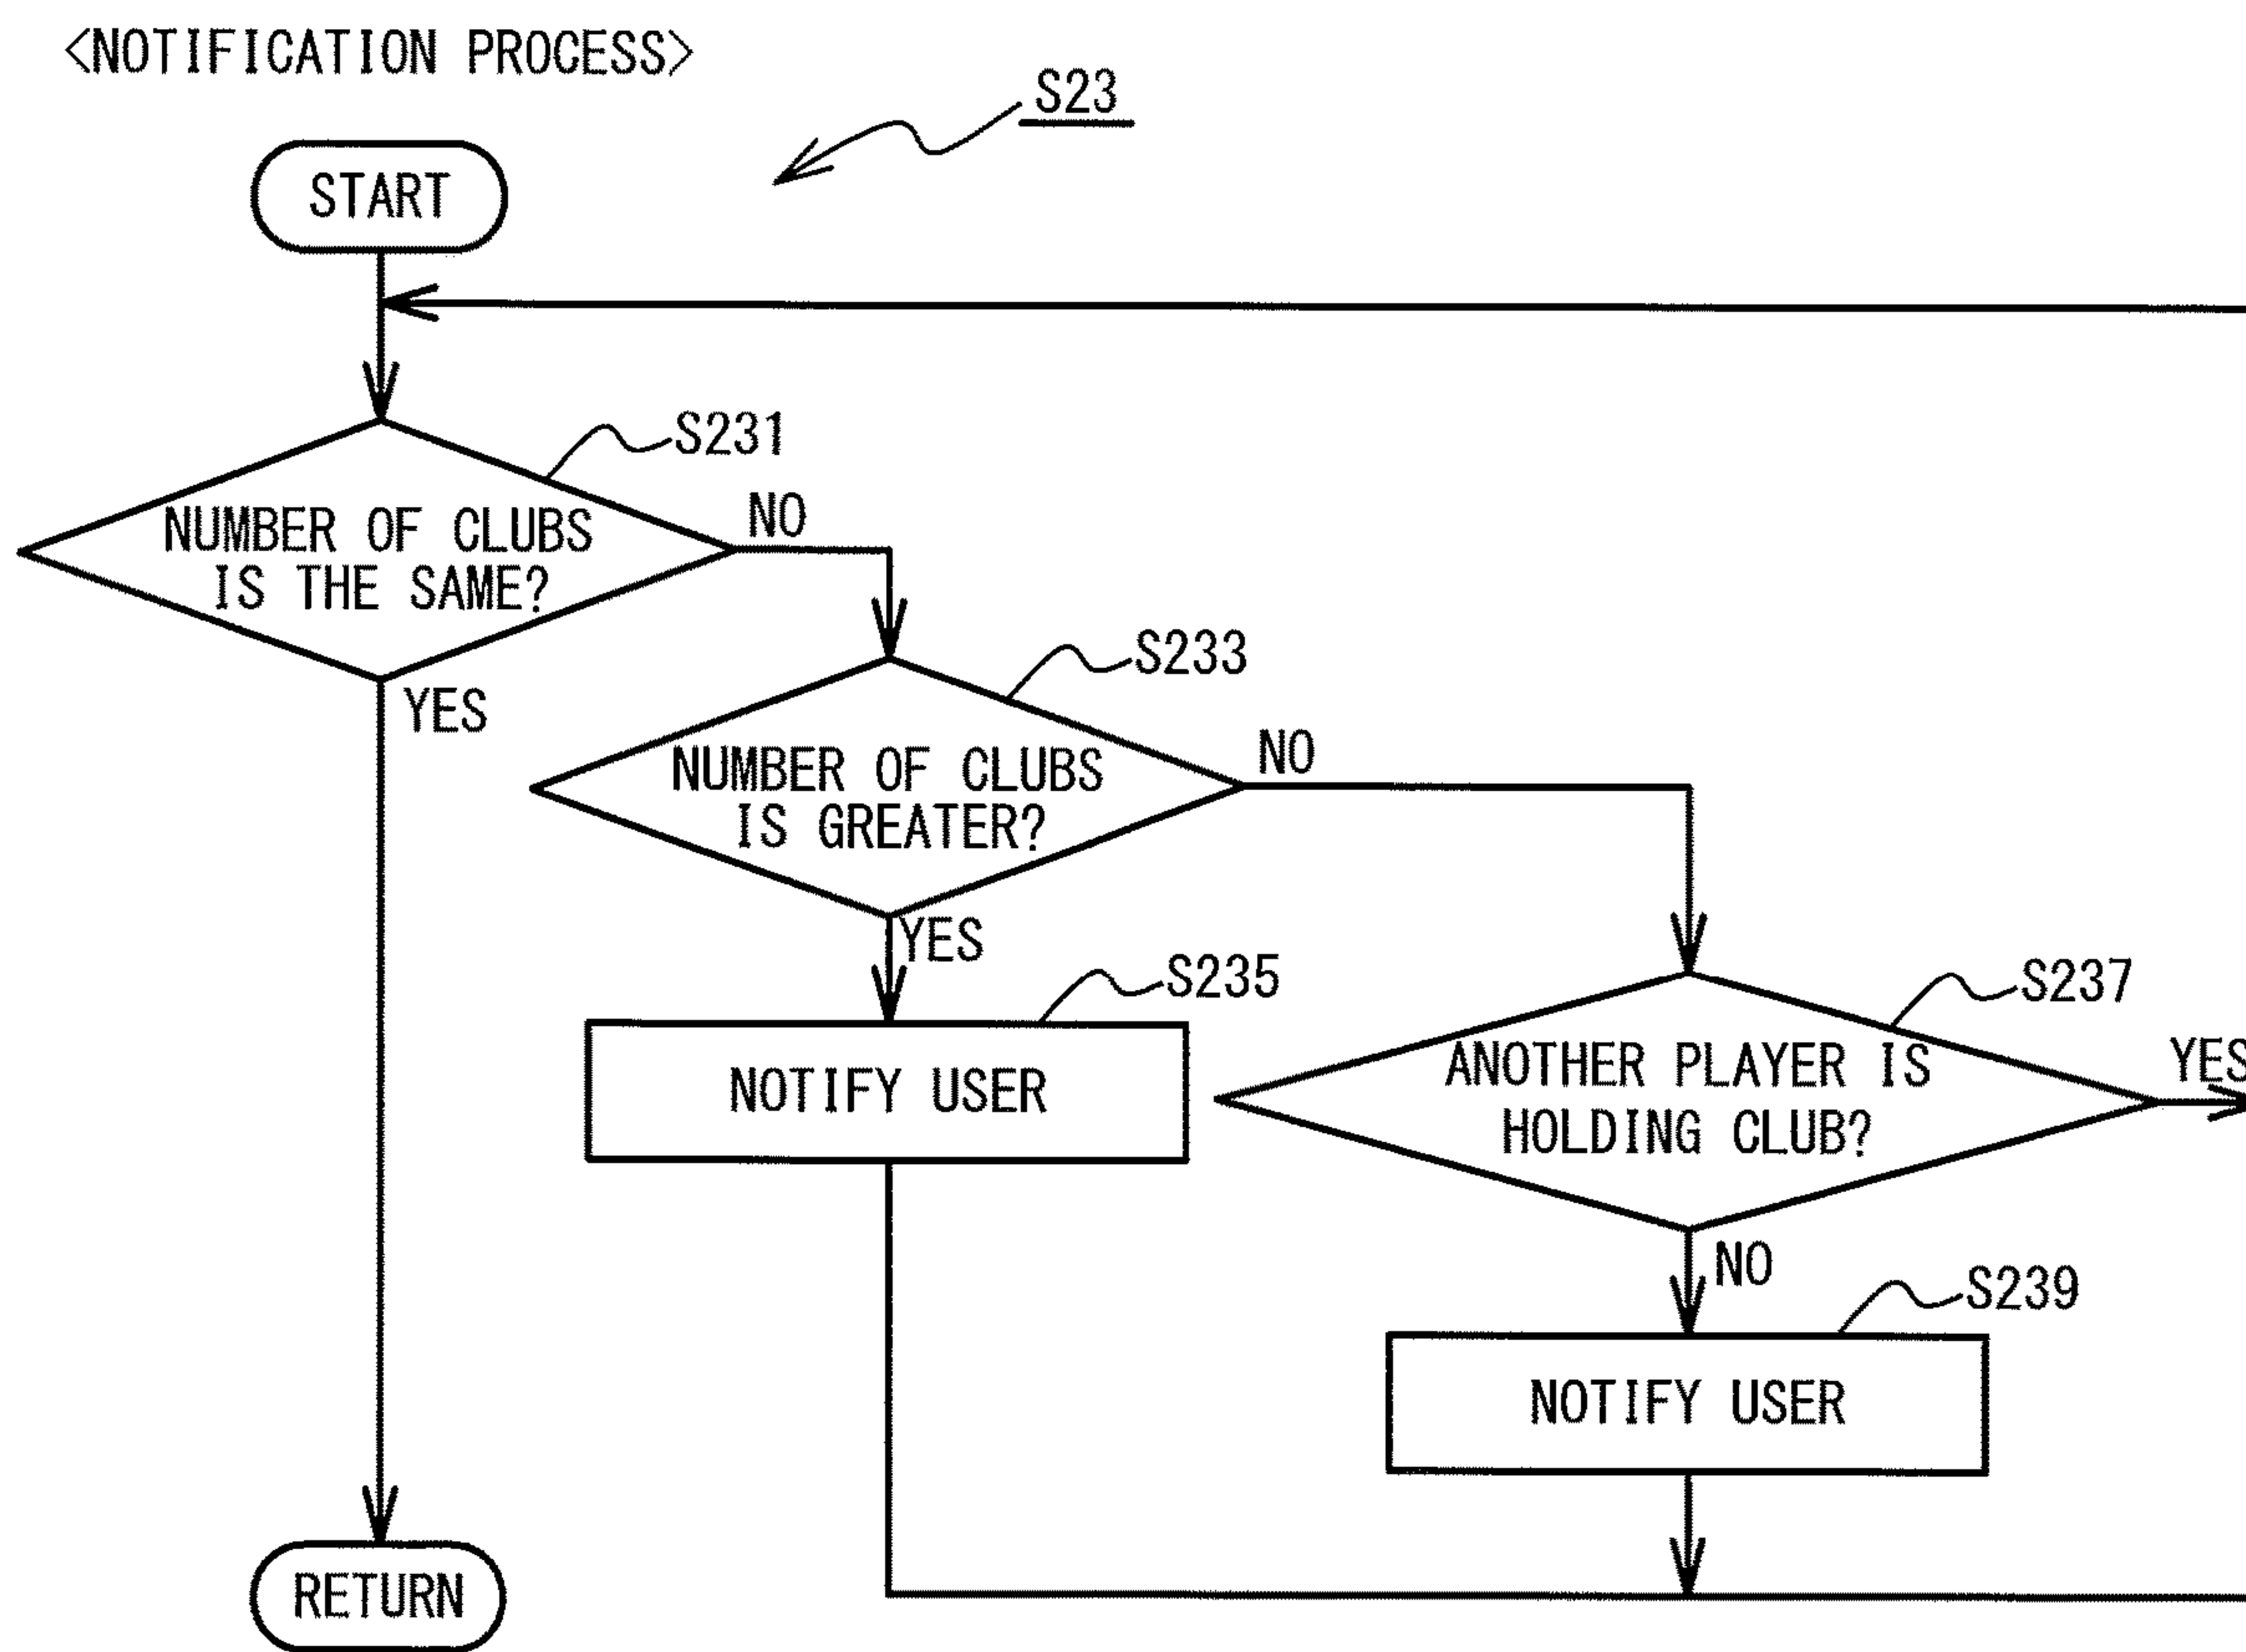 <NOTIFICATION PROCESS>
S23
START
S231
NUMBER OF CLUBS
IS THE SAME?
NO
YES
S233
NUMBER OF CLUBS
IS GREATER?
NO
YES
S235
NOTIFY USER
S237
ANOTHER PLAYER IS
HOLDING CLUB?
YES
NO
S239
NOTIFY USER
RETURN